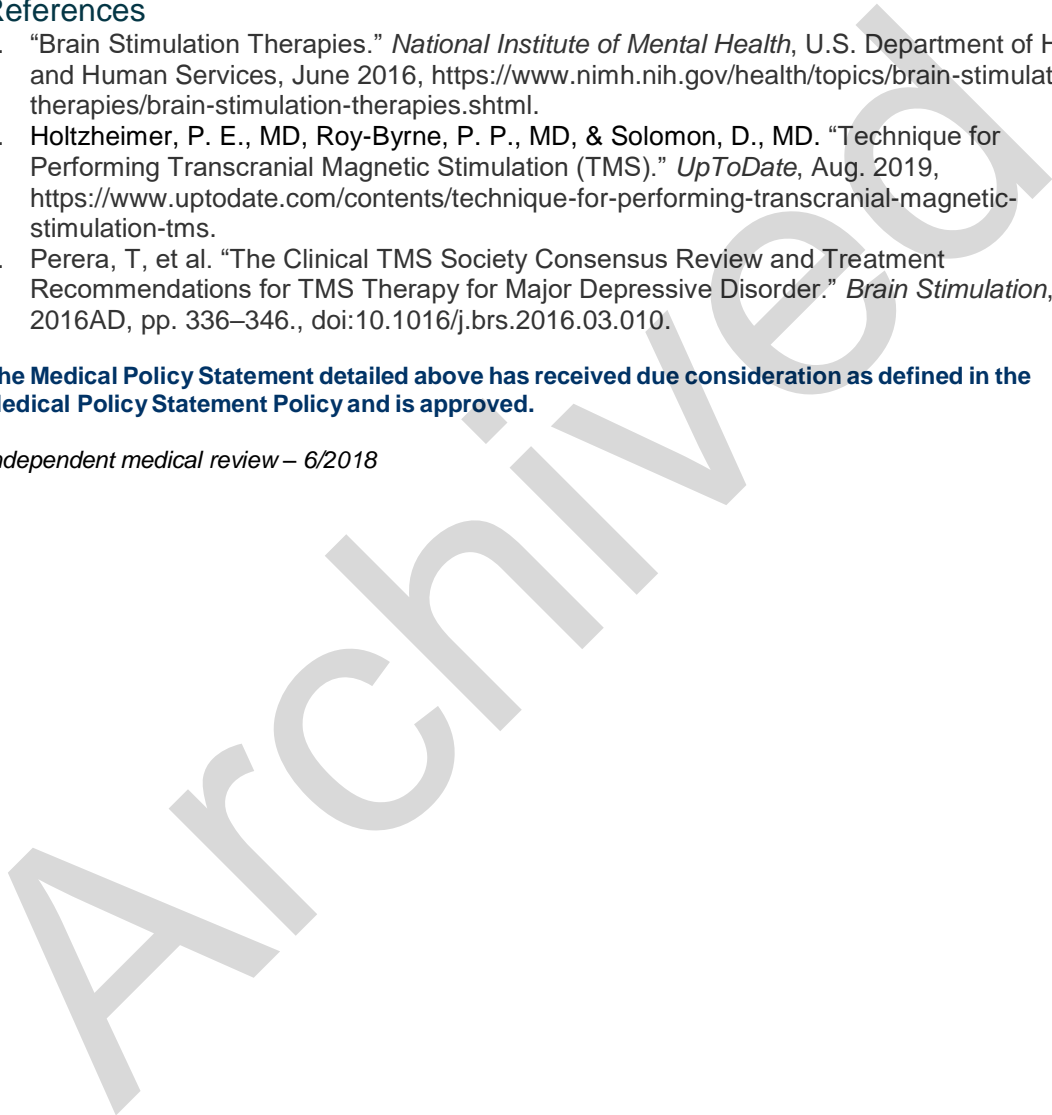 References
. “Brain Stimulation Therapies.” National Institute of Mental Health, U.S. Department of H
and Human Services, June 2016, https://www.nimh.nih.gov/health/topics/brain-stimulat
therapies/brain-stimulation-therapies.shtml.
. Holtzheimer, P. E., MD, Roy-Byrne, P. P., MD, & Solomon, D., MD. “Technique for
Performing Transcranial Magnetic Stimulation (TMS).” UpToDate, Aug. 2019,
https://www.uptodate.com/contents/technique-for-performing-transcranial-magnetic-
stimulation-tms.
. Perera, T, et al. “The Clinical TMS Society Consensus Review and Treatment
Recommendations for TMS Therapy for Major Depressive Disorder.” Brain Stimulation,
2016AD, pp. 336–346., doi:10.1016/j.brs.2016.03.010.
he Medical Policy Statement detailed above has received due consideration as defined in the
Medical Policy Statement Policy and is approved.
ndependent medical review – 6/2018
Archived